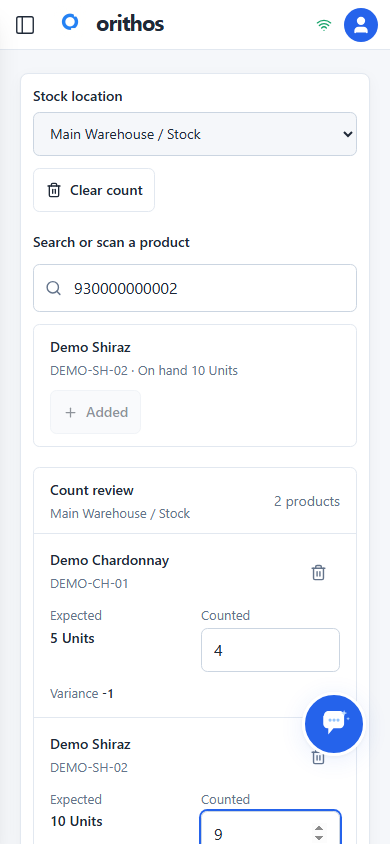 orithos
Stock location
Main Warehouse / Stock
Clear count
Search or scan a product
930000000002
Demo Shiraz
DEMO-SH-02 · On hand 10 Units
+ Added
Count review
2 products
Main Warehouse / Stock
Demo Chardonnay
DEMO-CH-01
Expected
Counted
5 Units
4
Variance -1
Demo Shiraz
DEMO-SH-02
Expected
Counted
10 Units
9